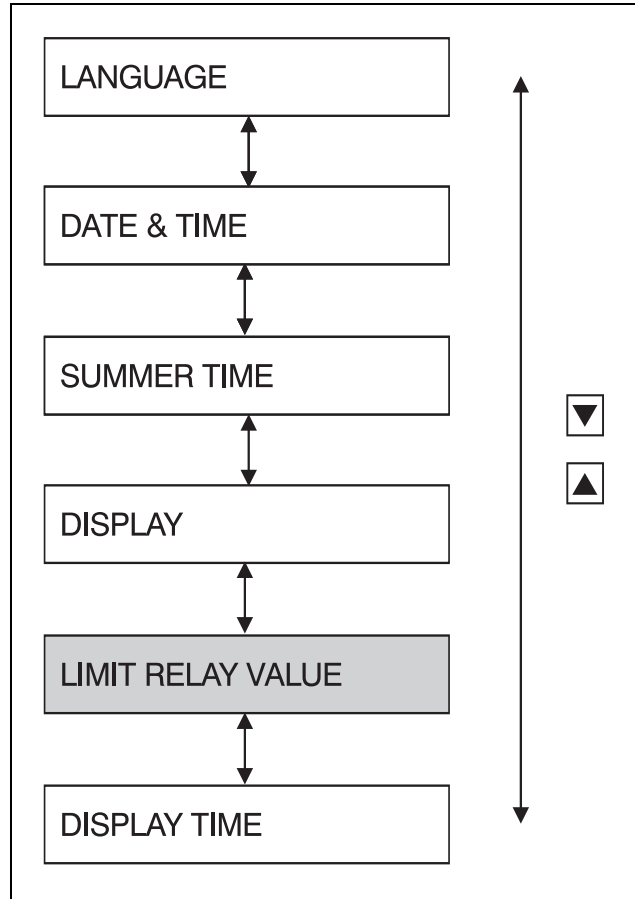 LANGUAGE
DATE & TIME
SUMMER TIME
DISPLAY
LIMIT RELAY VALUE
DISPLAY TIME